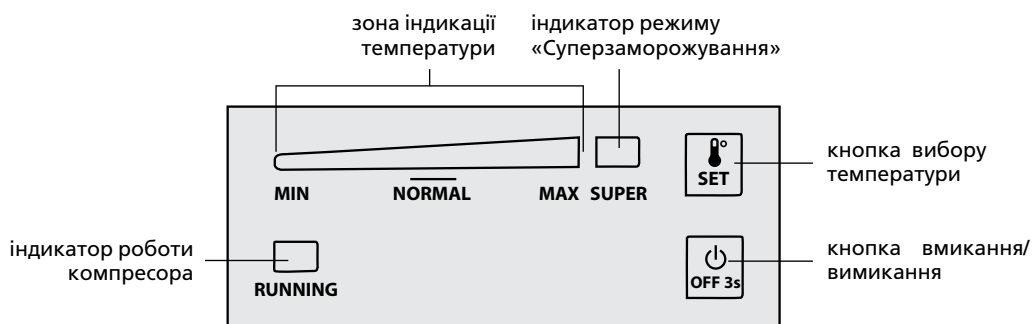 зона індикації
температури
індикатор режиму
«Суперзаморожування»
MIN
NORMAL
MAX
SUPER
SET
кнопка вибору
температури
індикатор роботи
компресора
RUNNING
OFF 3s
кнопка вмикання/
вимикання